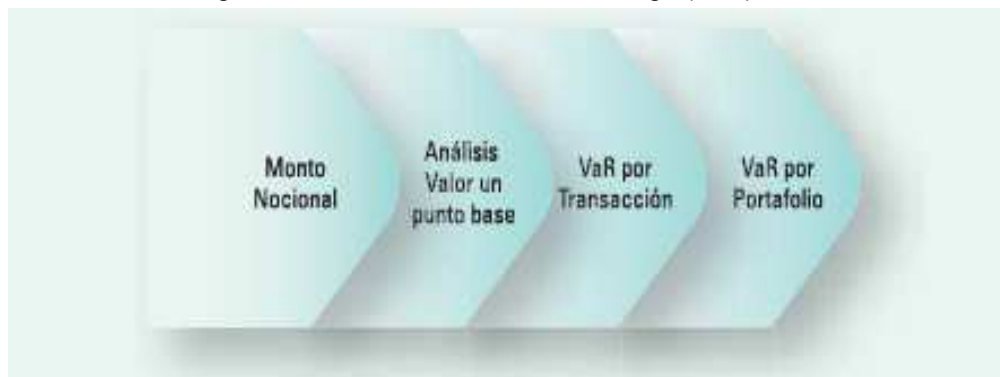 Monto
Nocional
Análisis
Valor un
punto base
VaR por
Transacción
VaR por
Portafolio